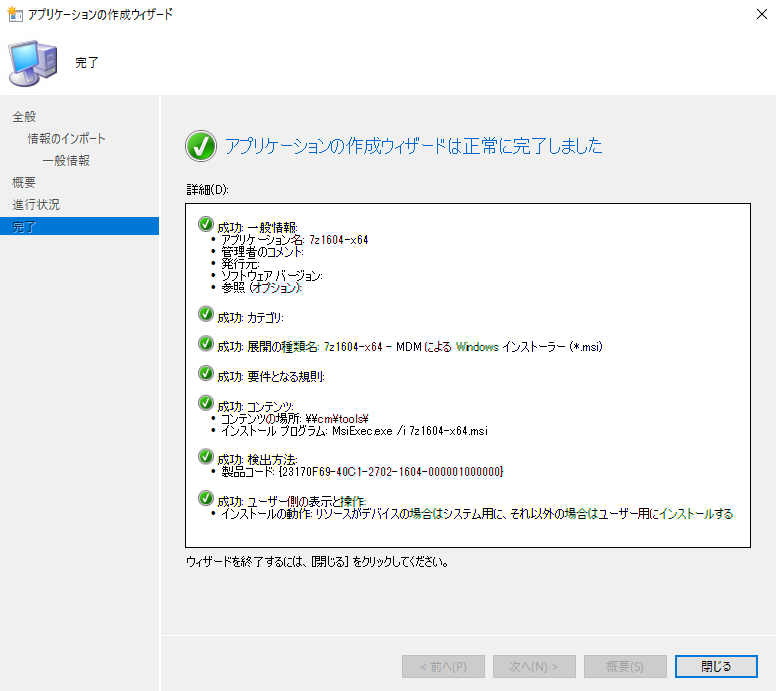 アプリケーションの作成ウィザード
完了
全般
情報のインポート
一般情報
概要
進行状況
完了
アプリケーションの作成ウィザードは正常に完了しました
詳細(D):
成功: 一般情報:
• アプリケーション名: 7z1604-x64
• 管理者のコメント:
• 発行元:
• ソフトウェア バージョン:
• 参照 (オプション):
成功: カテゴリ:
成功: 展開の種類名: 7z1604-x64 - MDM による Windows インストーラー (*.msi)
成功: 要件となる規則:
成功: コンテンツ:
• コンテンツの場所: ¥¥cm¥tools¥
• インストール プログラム: MsiExec.exe /i 7z1604-x64.msi
成功: 検出方法:
• 製品コード: {23170F69-40C1-2702-1604-000001000000}
成功: ユーザー側の表示と操作:
• インストールの動作: リソースがデバイスの場合はシステム用に、それ以外の場合はユーザー用にインストールする
ウィザードを終了するには、[閉じる] をクリックしてください。
< 前へ(P)
次へ(N) >
概要(S)
閉じる